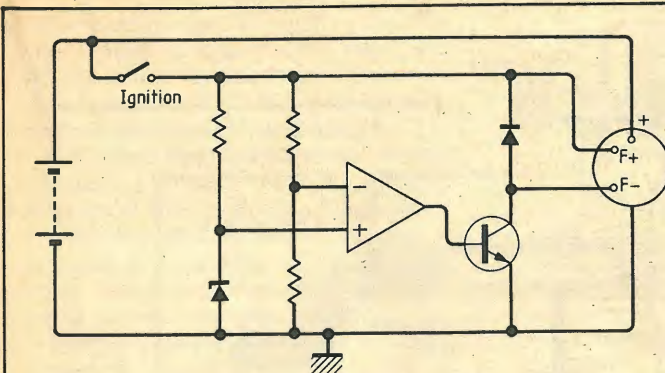 Ignition
+
F+
F-
-
+